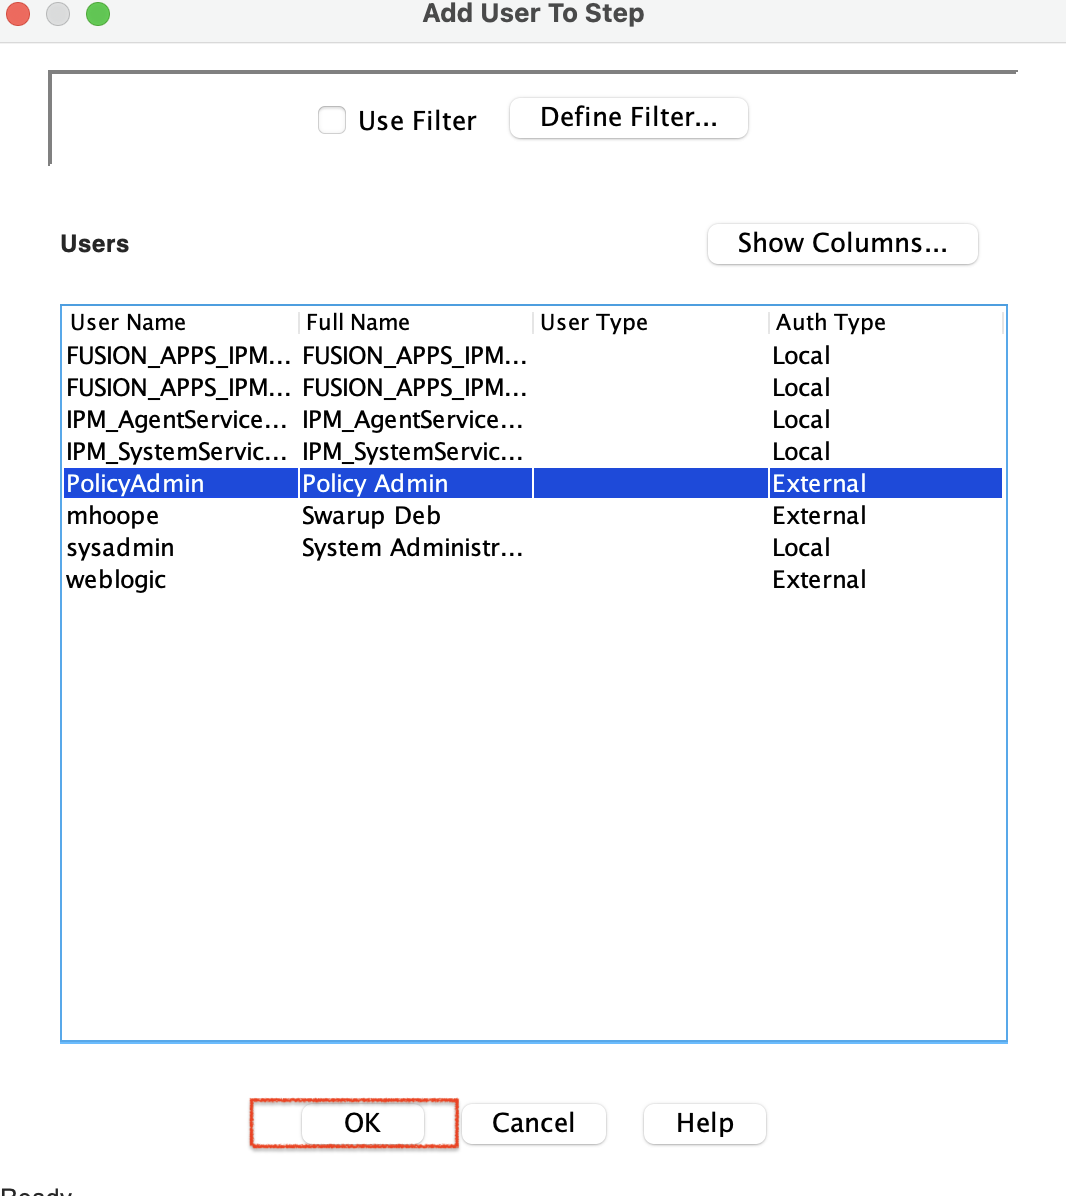 Add User To Step
Use Filter Define Filter...
Users Show Columns...
User Name Full Name User Type Auth Type
FUSION_APPS_IPM... FUSION_APPS_IPM... Local
FUSION_APPS_IPM... FUSION_APPS_IPM... Local
IPM_AgentService... IPM_AgentService... Local
IPM_SystemServic... IPM_SystemServic... Local
PolicyAdmin Policy Admin External
mhoope Swarup Deb External
sysadmin System Administr... Local
weblogic External
OK Cancel Help
Ready